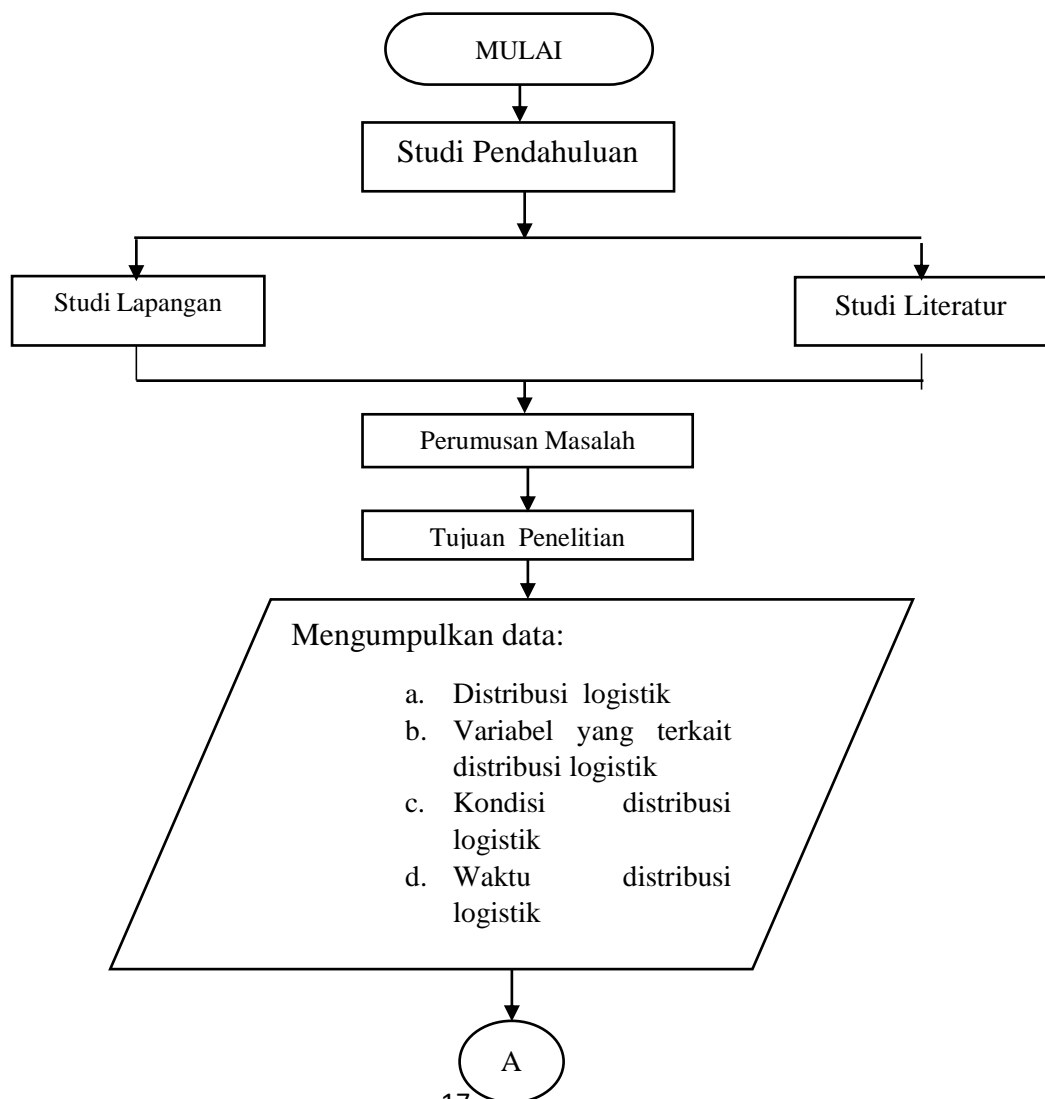 MULAI
Studi Pendahuluan
Studi Lapangan
Studi Literatur
Perumusan Masalah
Tujuan Penelitian
Mengumpulkan data:
a. Distribusi logistik
b. Variabel yang terkait
distribusi logistik
c. Kondisi distribusi
logistik
d. Waktu distribusi
logistik
A
17